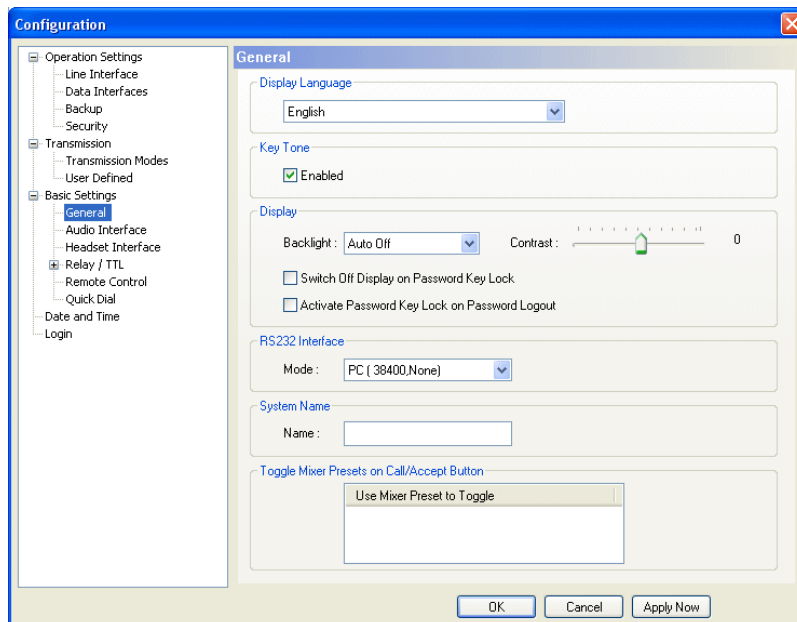 Configuration
Operation Settings
Line Interface
Data Interfaces
Backup
Security
Transmission
Transmission Modes
User Defined
Basic Settings
General
Audio Interface
Headset Interface
Relay / TTL
Remote Control
Quick Dial
Date and Time
Login
General
Display Language
English
Key Tone
Enabled
Display
Backlight : Auto Off Contrast : 0
Switch Off Display on Password Key Lock
Activate Password Key Lock on Password Logout
RS232 Interface
Mode : PC ( 38400,None)
System Name
Name :
Toggle Mixer Presets on Call/Accept Button
Use Mixer Preset to Toggle
OK Cancel Apply Now